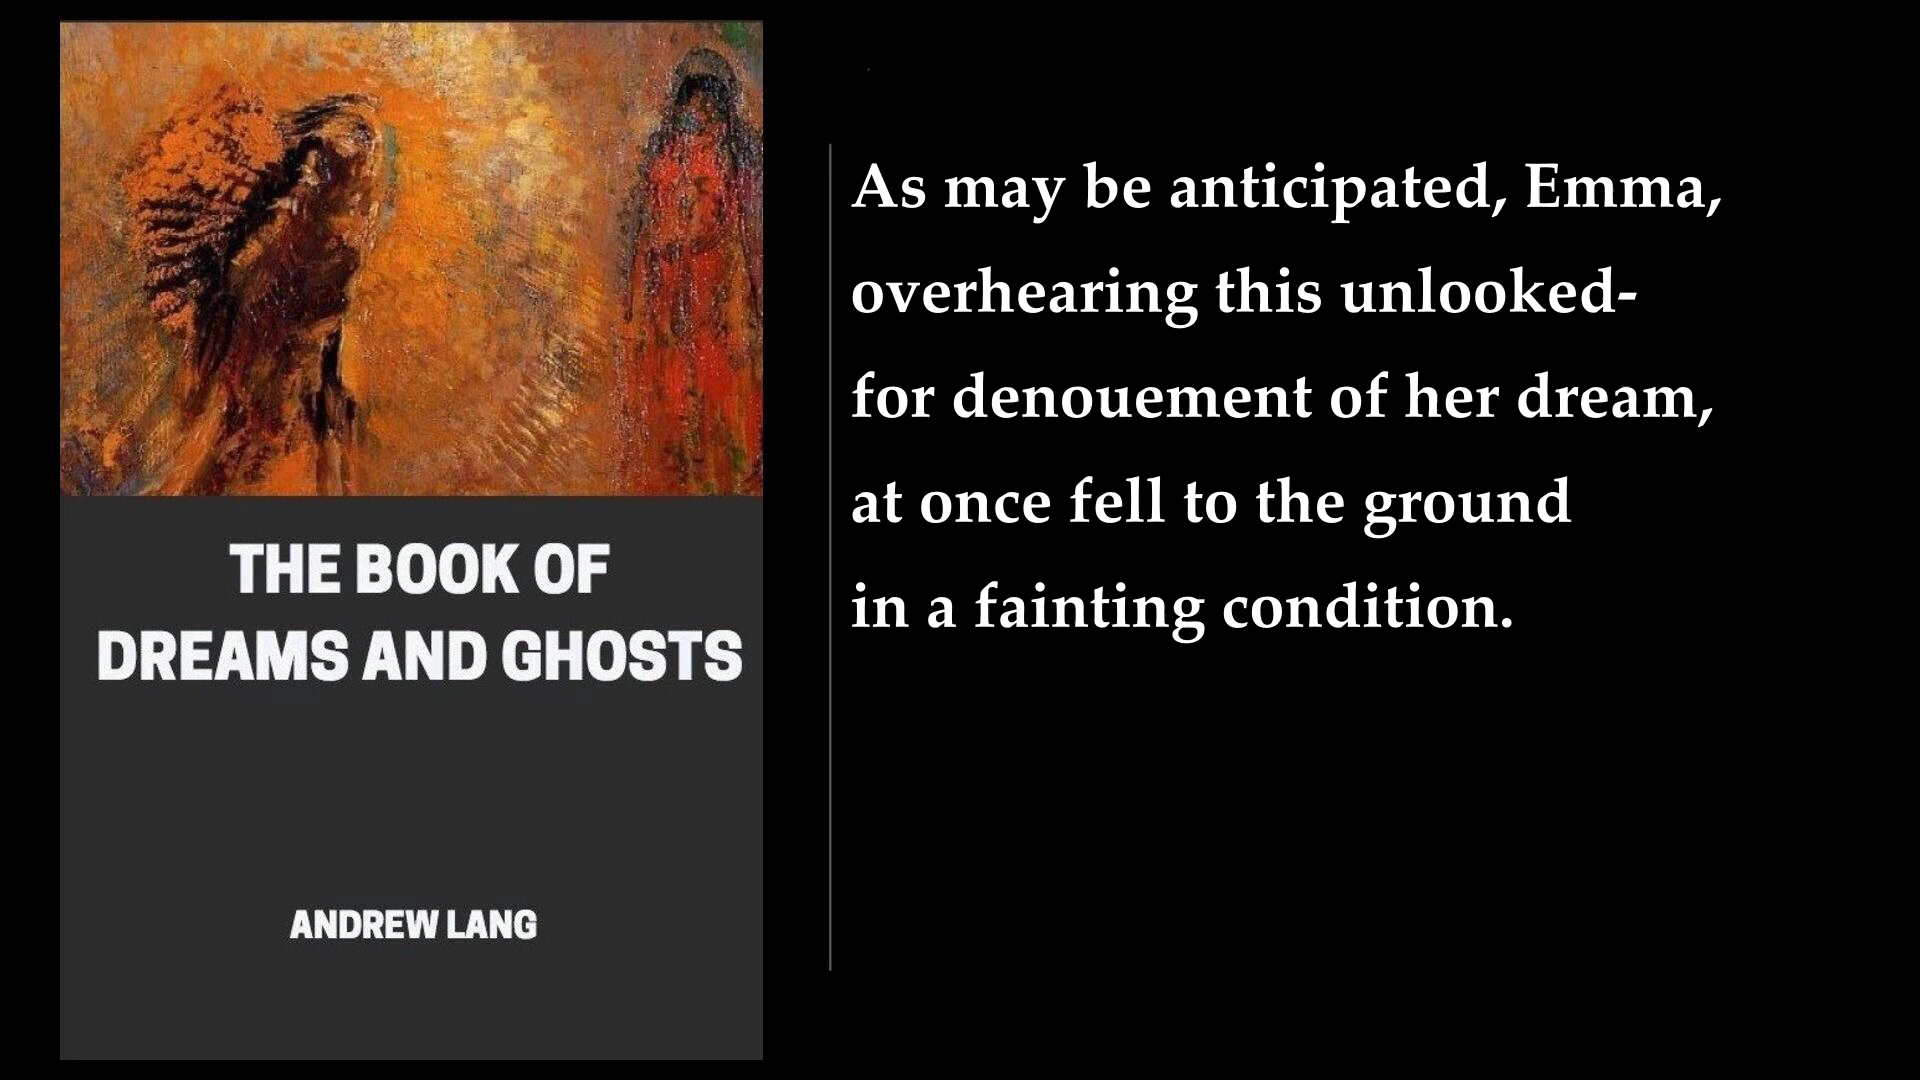 THE BOOK OF
DREAMS AND GHOSTS
ANDREW LANG
As may be anticipated, Emma,
overhearing this unlooked-
for denouement of her dream,
at once fell to the ground
in a fainting condition.